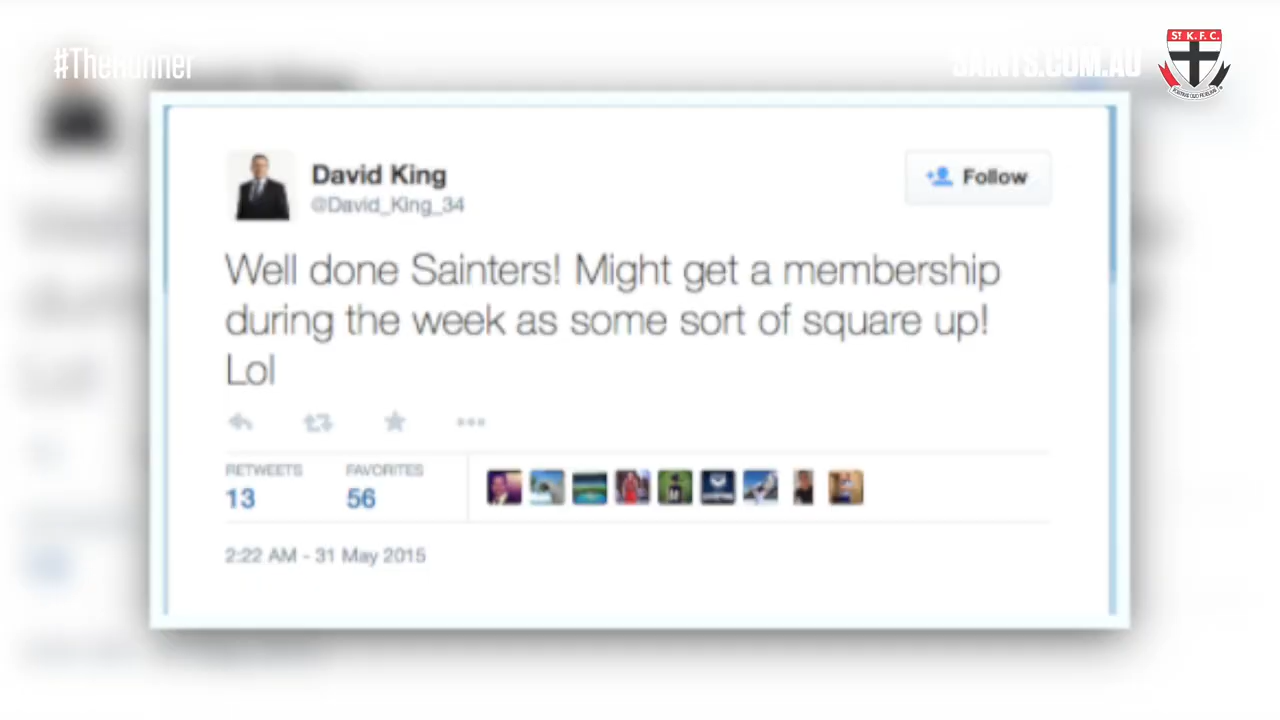 #TheRunner
SAINTS.COM.AU
ST K.F.C.
David King
@David_King_34
Follow
Well done Sainters! Might get a membership
during the week as some sort of square up!
Lol
RETWEETS
FAVORITES
13
56
2:22 AM - 31 May 2015